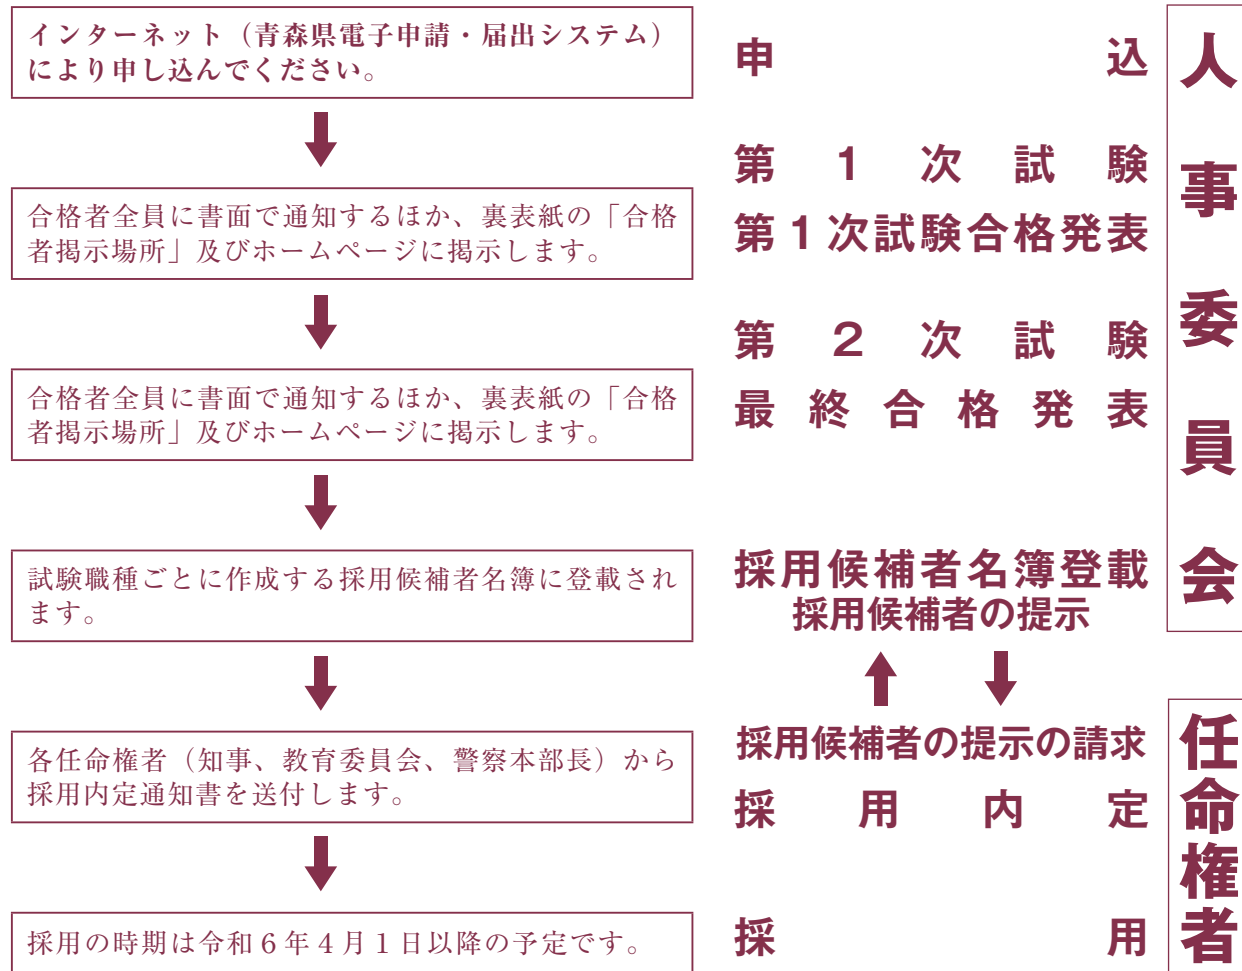 インターネット（青森県電子申請・届出システム）
により申し込んでください。
申込
第１次試験
合格者全員に書面で通知するほか、裏表紙の「合格
者掲示場所」及びホームページに掲示します。
第１次試験合格発表
第２次試験
合格者全員に書面で通知するほか、裏表紙の「合格
者掲示場所」及びホームページに掲示します。
最終合格発表
試験職種ごとに作成する採用候補者名簿に登載され
ます。
採用候補者名簿登載
採用候補者の提示
人事委員会
採用候補者の提示の請求
各任命権者（知事、教育委員会、警察本部長）から
採用内定通知書を送付します。
採用内定
採用の時期は令和６年４月１日以降の予定です。
採用
任命権者